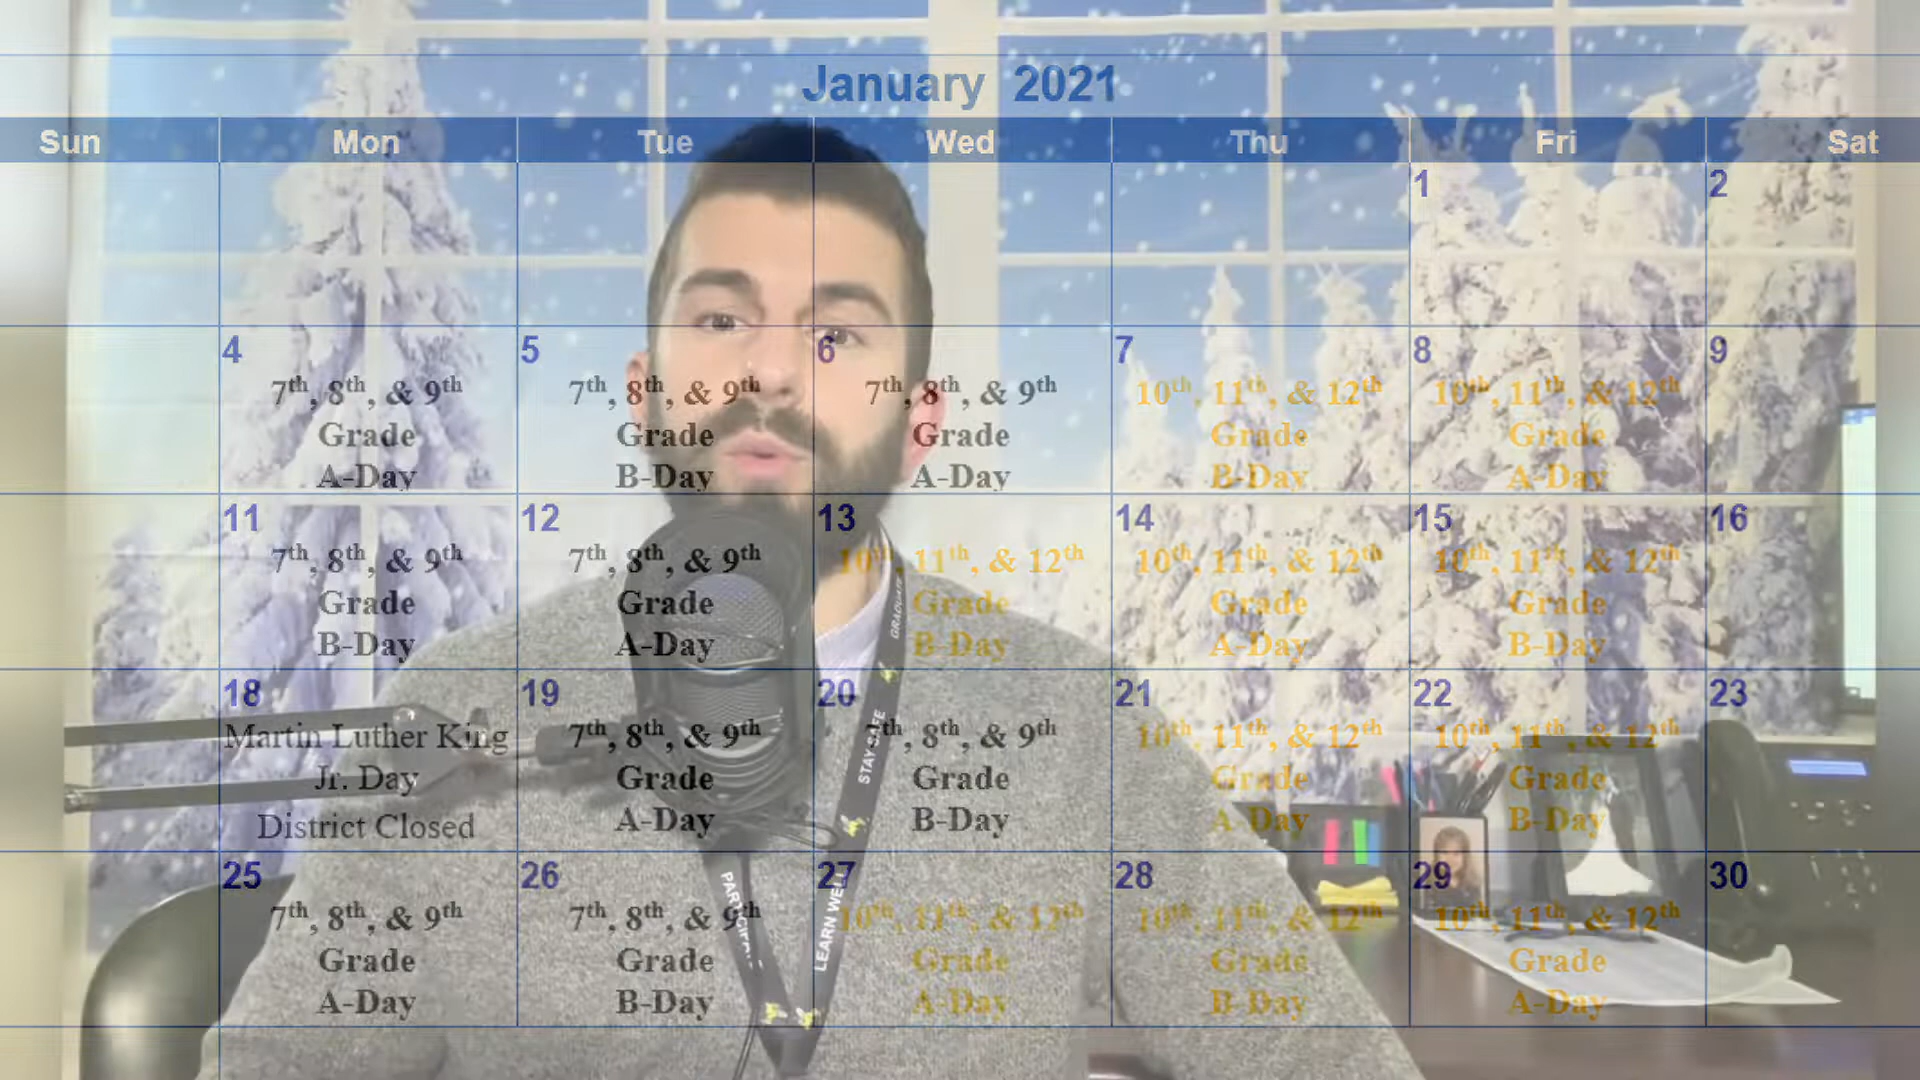 January 2021
Sun Mon Tue Wed Thu Fri Sat
1 2
4 5 6 7 8 9
7th, 8th, & 9th 7th, 8th, & 9th 7th, 8th, & 9th 10th, 11th, & 12th 10th, 11th, & 12th
Grade Grade Grade Grade Grade
A-Day B-Day A-Day B-Day A-Day
11 12 13 14 15 16
7th, 8th, & 9th 7th, 8th, & 9th 10th, 11th, & 12th 10th, 11th, & 12th 10th, 11th, & 12th
Grade Grade Grade Grade Grade
B-Day A-Day B-Day A-Day B-Day
18 19 20 21 22 23
Martin Luther King 7th, 8th, & 9th 7th, 8th, & 9th 10th, 11th, & 12th 10th, 11th, & 12th
Jr. Day Grade Grade Grade Grade
District Closed A-Day B-Day A-Day B-Day
25 26 27 28 29 30
7th, 8th, & 9th 7th, 8th, & 9th 10th, 11th, & 12th 10th, 11th, & 12th 10th, 11th, & 12th
Grade Grade Grade Grade Grade
A-Day B-Day A-Day B-Day A-Day
GRADUATE
STAY SAFE
LEARN WELL